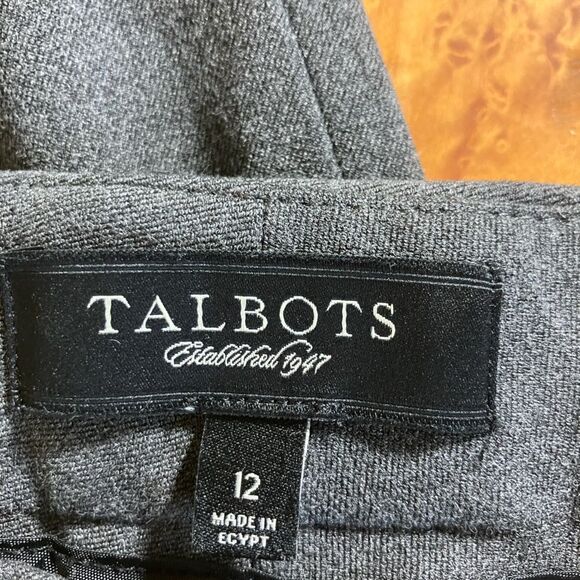 TALBOTS
Established 1947
12
MADE IN
EGYPT